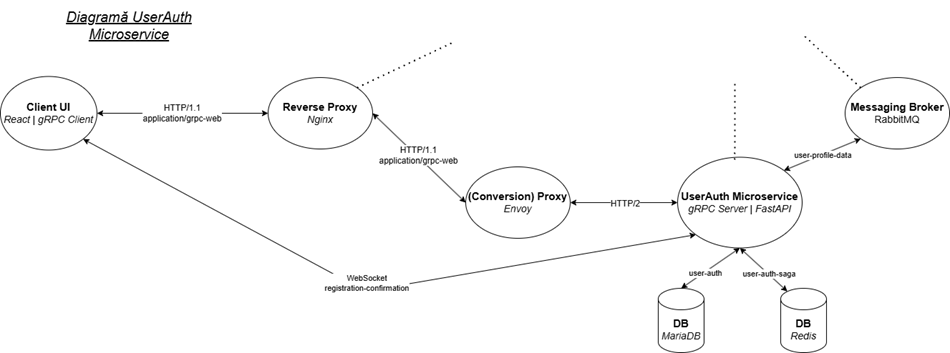 Diagramă UserAuth
Microservice
Client UI
React | gRPC Client
HTTP/1.1
application/grpc-web
Reverse Proxy
Nginx
Messaging Broker
RabbitMQ
HTTP/1.1
application/grpc-web
user-profile-data
(Conversion) Proxy
Envoy
HTTP/2
UserAuth Microservice
gRPC Server | FastAPI
WebSocket
registration-confirmation
user-auth
user-auth-saga
DB
MariaDB
DB
Redis